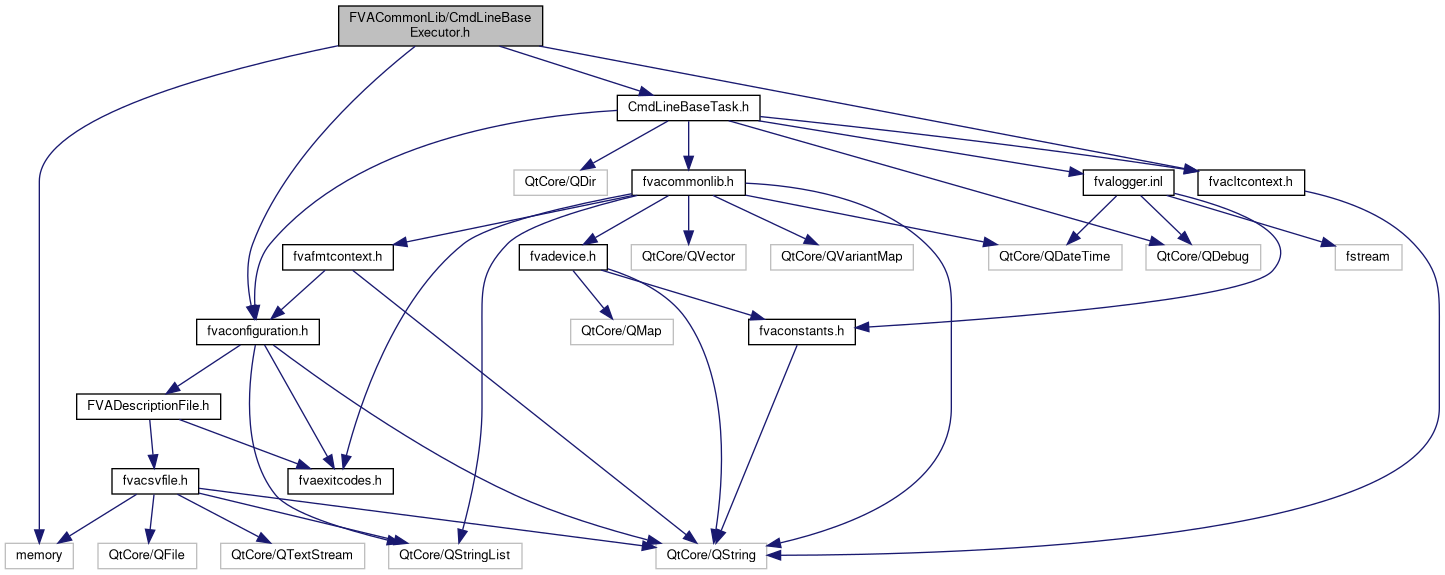 FVACommonLib/CmdLineBase
Executor.h
CmdLineBaseTask.h
QtCore/QDir
fvacommonlib.h
fvalogger.inl
fvacltcontext.h
fvafmtcontext.h
fvadevice.h
QtCore/QVector
QtCore/QVariantMap
QtCore/QDateTime
QtCore/QDebug
fstream
fvaconfiguration.h
QtCore/QMap
fvaconstants.h
FVADescriptionFile.h
fvacsvfile.h
fvaexitcodes.h
memory
QtCore/QFile
QtCore/QTextStream
QtCore/QStringList
QtCore/QString